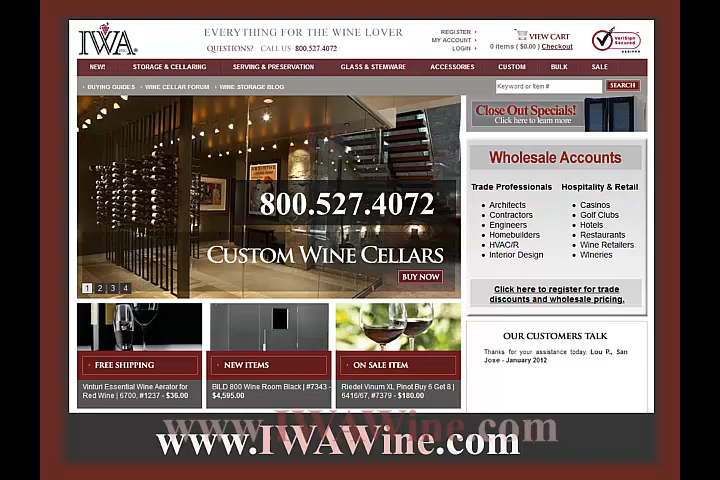 IWA
EVERYTHING FOR THE WINE LOVER
QUESTIONS? CALL US 800.527.4072
REGISTER
MY ACCOUNT
LOGIN
VIEW CART
0 items ( $0.00 ) Checkout
VeriSign
Secured
NEW! STORAGE & CELLARING SERVING & PRESERVATION GLASS & STEMWARE ACCESSORIES CUSTOM BULK SALE
BUYING GUIDES WINE CELLAR FORUM WINE STORAGE BLOG
Keyword or Item # SEARCH
Close Out Specials!
Click here to learn more
ABSINTHE
800.527.4072
CUSTOM WINE CELLARS
BUY NOW
1 2 3 4
Wholesale Accounts
Trade Professionals
Architects
Contractors
Engineers
Homebuilders
HVAC/R
Interior Design
Hospitality & Retail
Casinos
Golf Clubs
Hotels
Restaurants
Wine Retailers
Wineries
Click here to register for trade
discounts and wholesale pricing.
FREE SHIPPING
Vinturi Essential Wine Aerator for
Red Wine | 6700, #1237 - $36.00
NEW ITEMS
BILD 800 Wine Room Black | #7343 -
$4,595.00
ON SALE ITEM
Riedel Vinum XL Pinot Buy 6 Get 8 |
6416/67, #7379 - $180.00
OUR CUSTOMERS TALK
Thanks for your assistance today. Lou P., San
Jose - January 2012
www.IWAWine.com
www.IWAWine.com